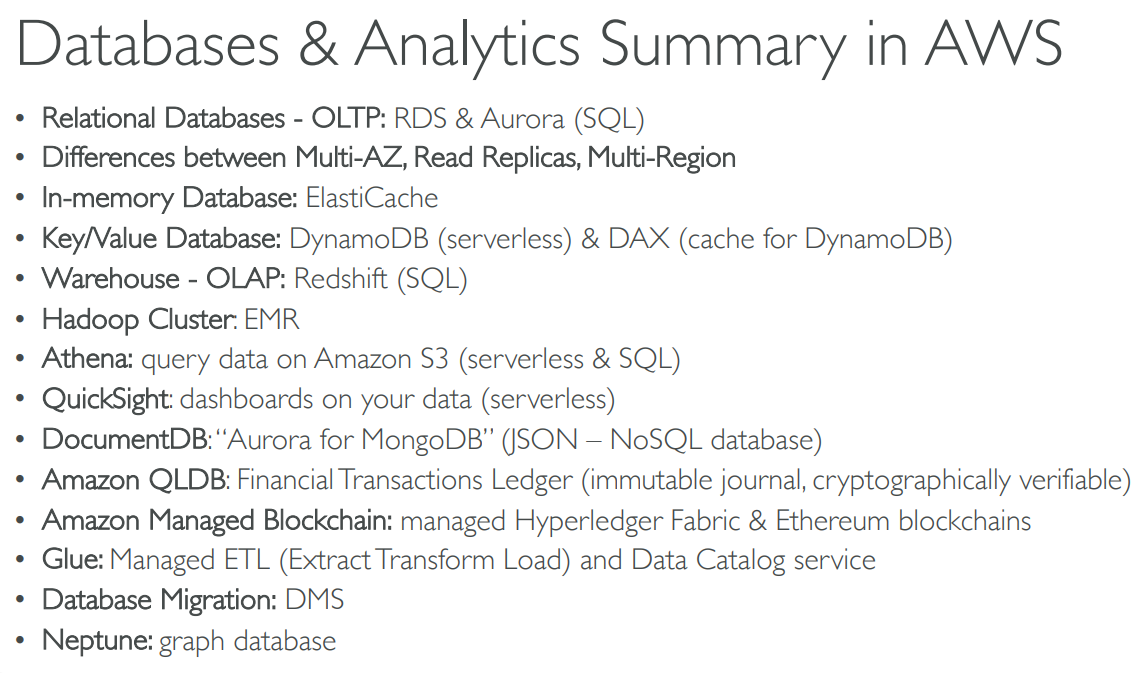 Databases & Analytics Summary in AWS
• Relational Databases - OLTP: RDS & Aurora (SQL)
• Differences between Multi-AZ, Read Replicas, Multi-Region
• In-memory Database: ElastiCache
• Key/Value Database: DynamoDB (serverless) & DAX (cache for DynamoDB)
• Warehouse - OLAP: Redshift (SQL)
• Hadoop Cluster: EMR
• Athena: query data on Amazon S3 (serverless & SQL)
• QuickSight: dashboards on your data (serverless)
• DocumentDB: “Aurora for MongoDB” (JSON – NoSQL database)
• Amazon QLDB: Financial Transactions Ledger (immutable journal, cryptographically verifiable)
• Amazon Managed Blockchain: managed Hyperledger Fabric & Ethereum blockchains
• Glue: Managed ETL (Extract Transform Load) and Data Catalog service
• Database Migration: DMS
• Neptune: graph database